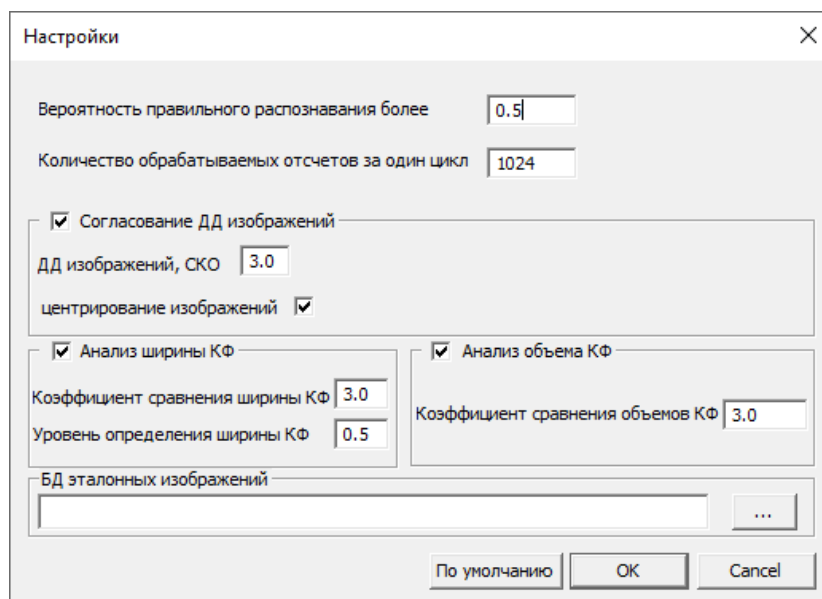 Настройки
Вероятность правильного распознавания более 0.5
Количество обрабатываемых отсчетов за один цикл 1024
Согласование ДД изображений
ДД изображений, СКО 3.0
центрирование изображений
Анализ ширины КФ
Коэффициент сравнения ширины КФ 3.0
Уровень определения ширины КФ 0.5
Анализ объема КФ
Коэффициент сравнения объемов КФ 3.0
БД эталонных изображений
...
По умолчанию OK Cancel